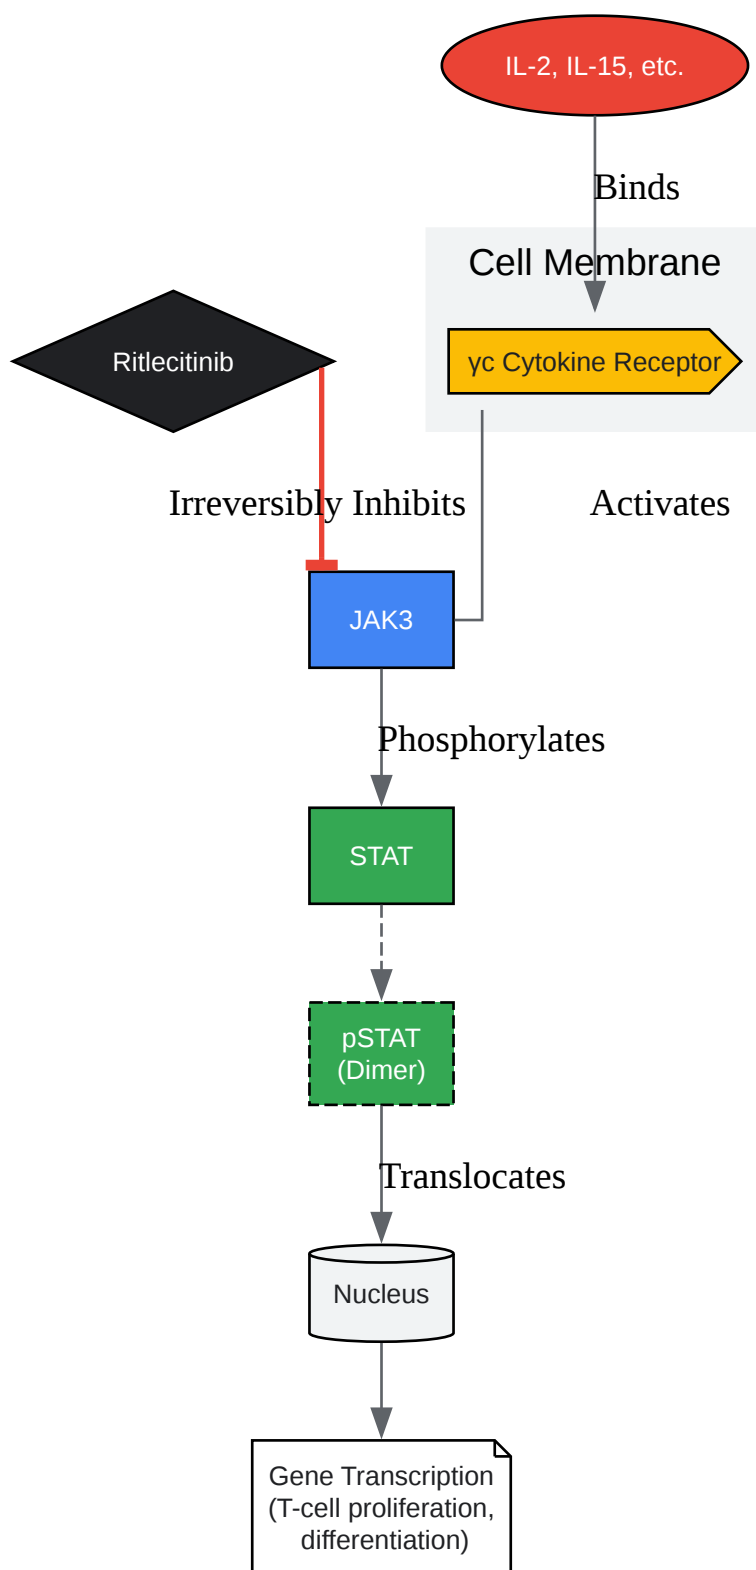 IL-2, IL-15, etc.
Binds
Cell Membrane
Ritlecitinib
γc Cytokine Receptor
Irreversibly Inhibits
Activates
JAK3
Phosphorylates
STAT
pSTAT
(Dimer)
Translocates
Nucleus
Gene Transcription
(T-cell proliferation,
differentiation)